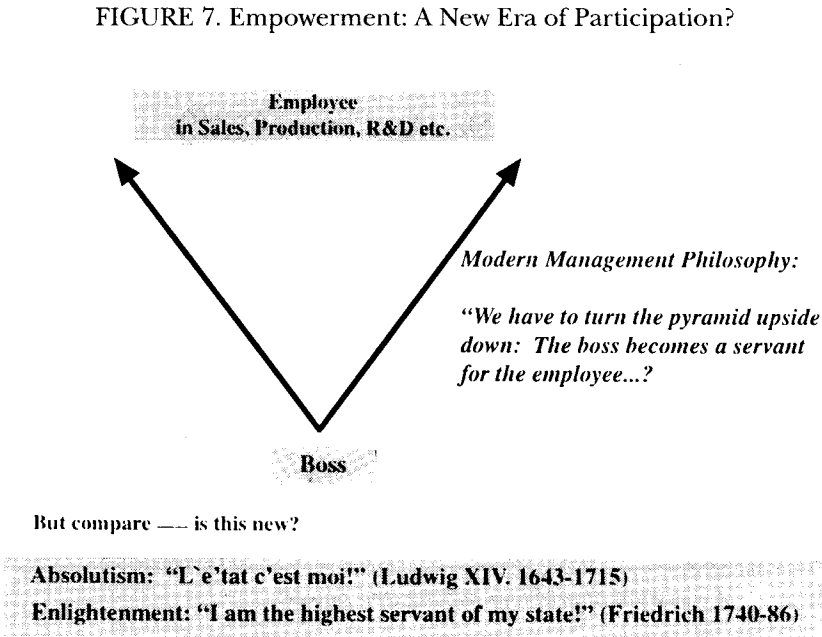 FIGURE 7. Empowerment: A New Era of Participation?
Employee
in Sales, Production, R&D etc.
Modern Management Philosophy:
“We have to turn the pyramid upside
down: The boss becomes a servant
for the employee...?
Boss
But compare —— is this new?
Absolutism: “L`e'tat c'est moi!” (Ludwig XIV. 1643-1715)
Enlightenment: “I am the highest servant of my state!” (Friedrich 1740-86)